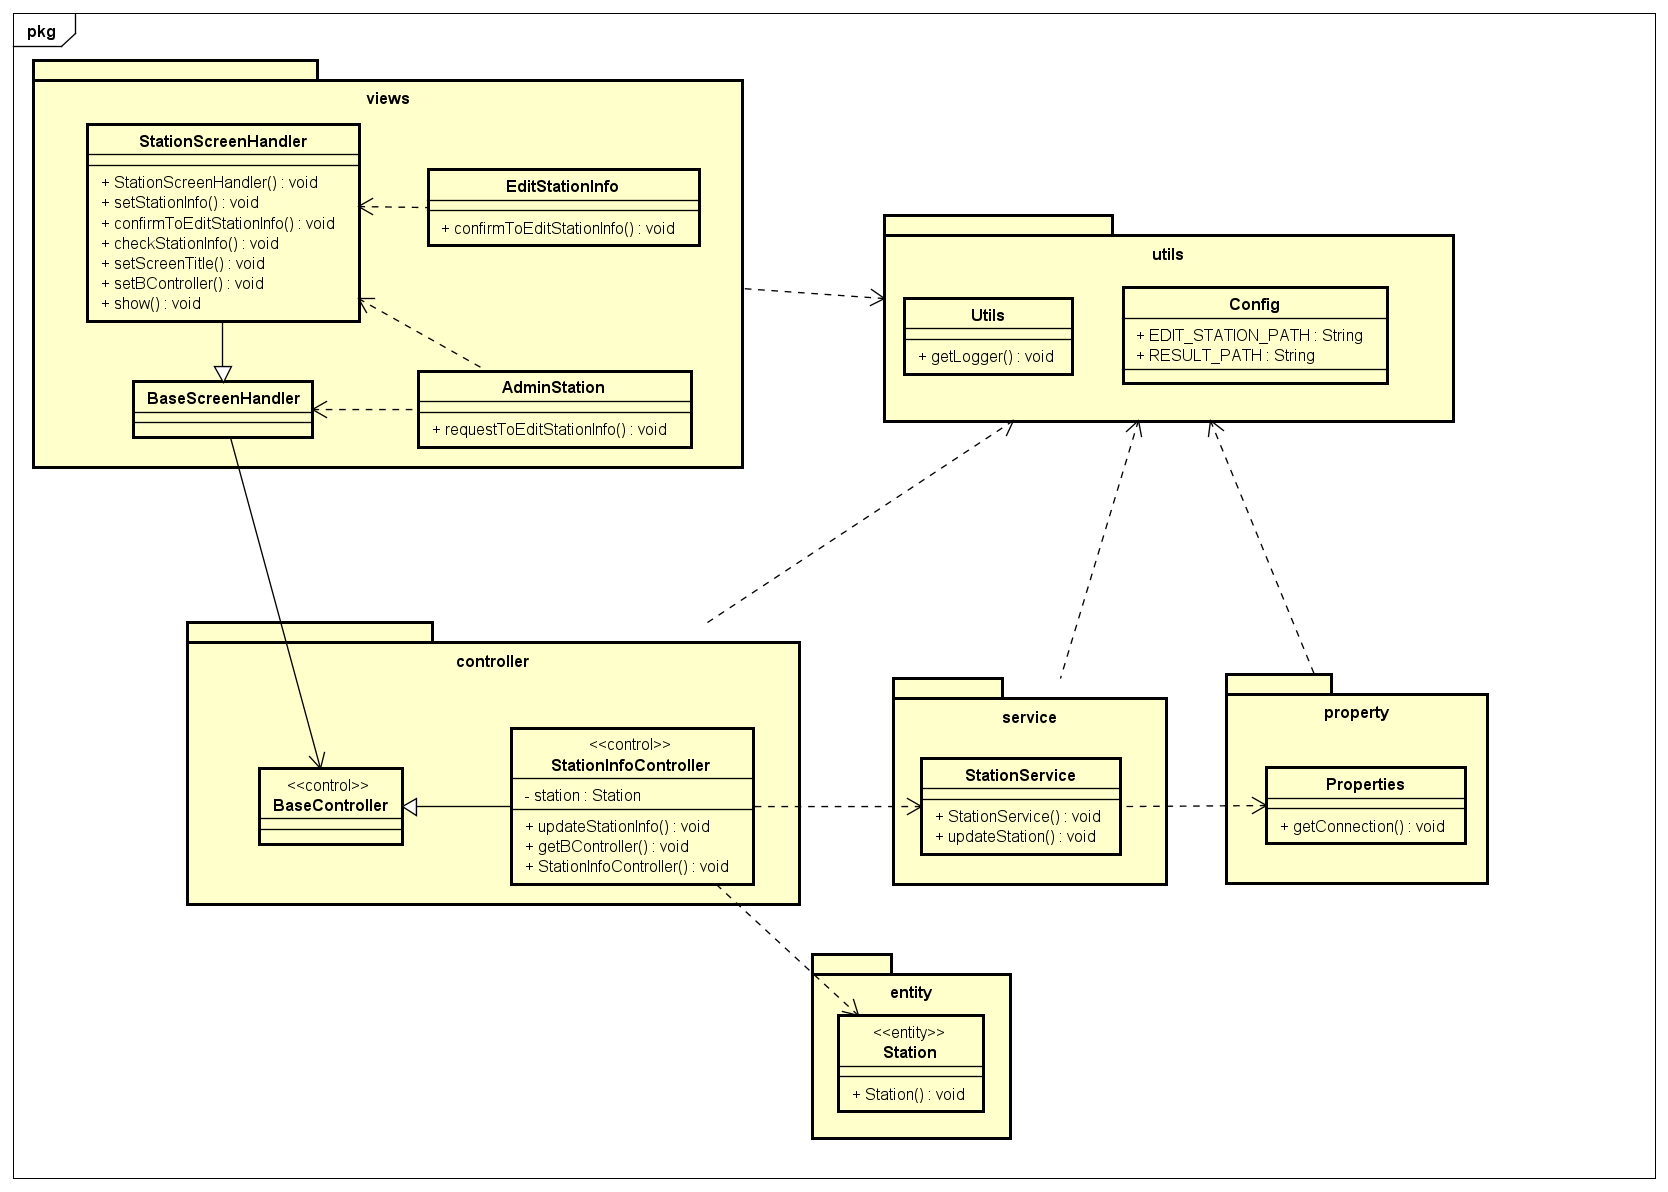 pkg
views
StationScreenHandler
+ StationScreenHandler() : void
+ setStationInfo() : void
+ confirmToEditStationInfo() : void
+ checkStationInfo() : void
+ setScreenTitle() : void
+ setBController() : void
+ show() : void
EditStationInfo
+ confirmToEditStationInfo() : void
BaseScreenHandler
AdminStation
+ requestToEditStationInfo() : void
utils
Utils
+ getLogger() : void
Config
+ EDIT_STATION_PATH : String
+ RESULT_PATH : String
controller
<<control>>
BaseController
<<control>>
StationInfoController
- station : Station
+ updateStationInfo() : void
+ getBController() : void
+ StationInfoController() : void
service
StationService
+ StationService() : void
+ updateStation() : void
property
Properties
+ getConnection() : void
entity
<<entity>>
Station
+ Station() : void